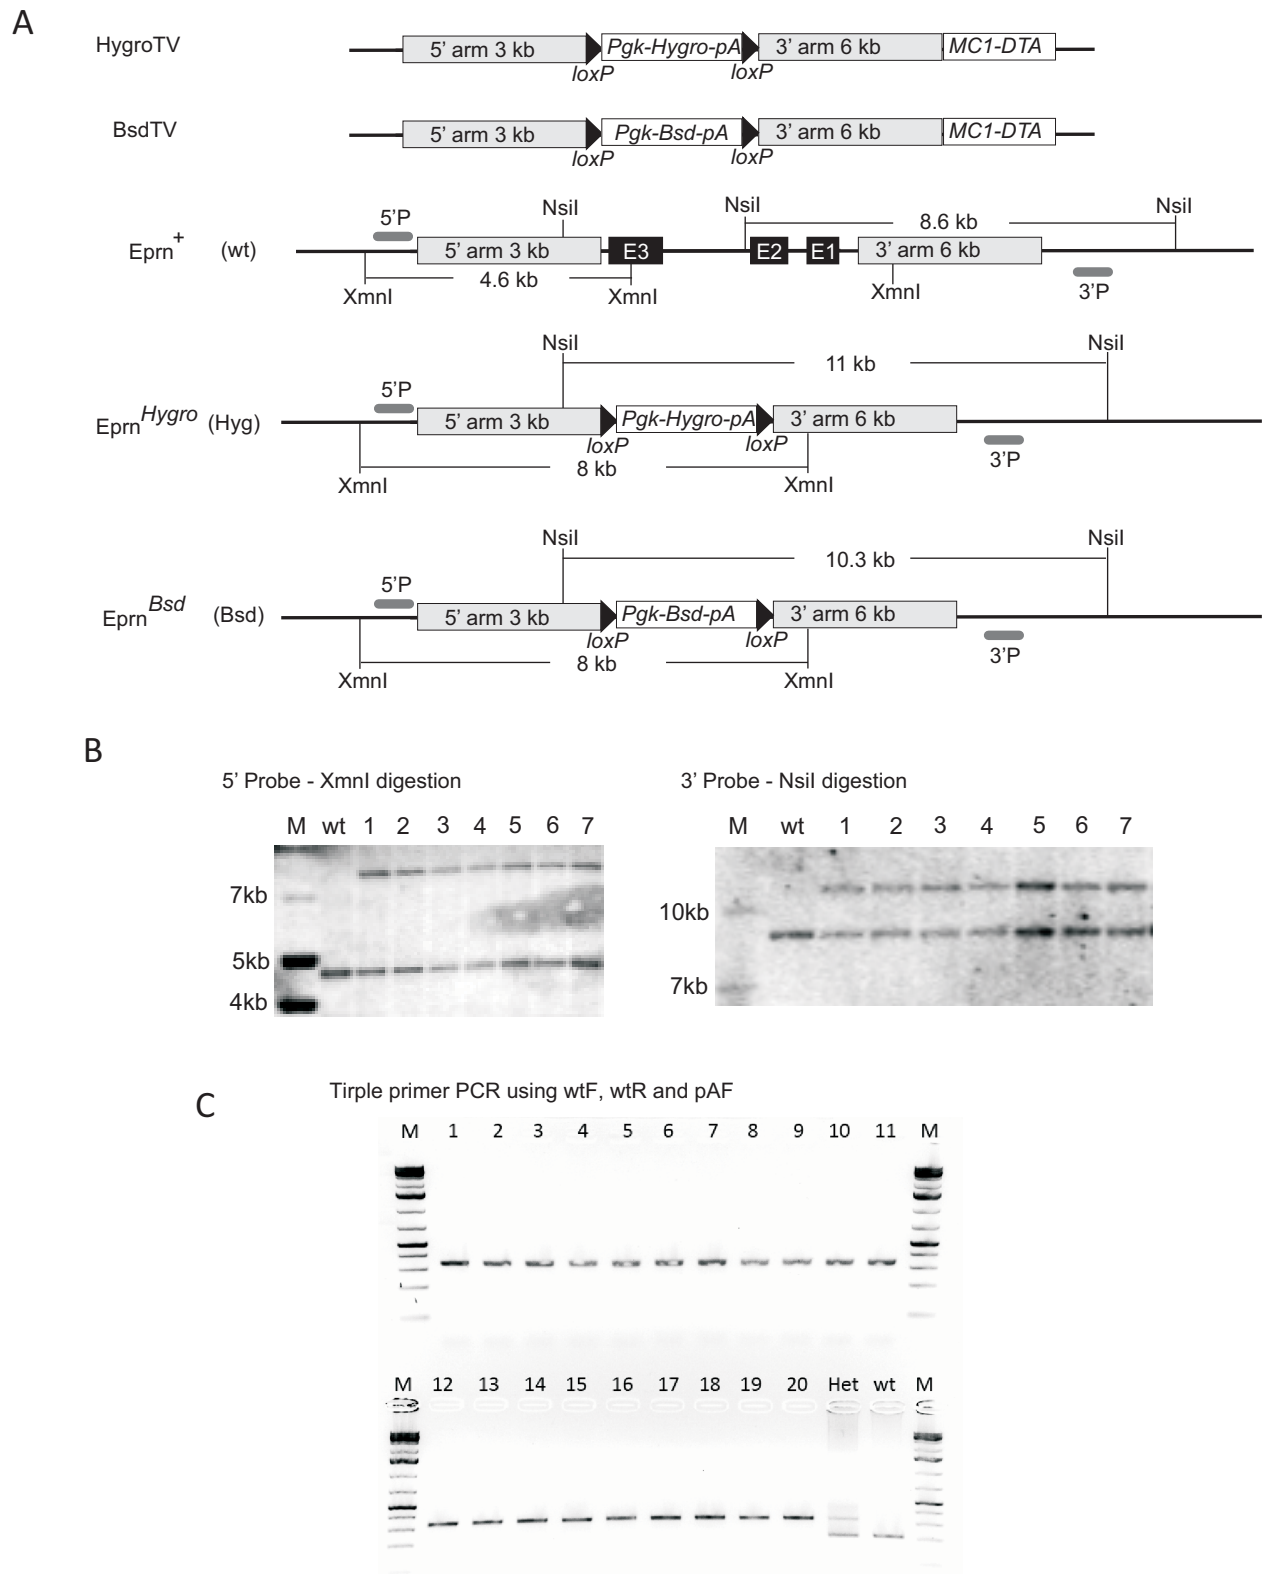 A
HygroTV
5’ arm 3 kb
Pgk-Hygro-pA
3’ arm 6 kb
MC1-DTA
loxP
loxP
BsdTV
5’ arm 3 kb
Pgk-Bsd-pA
3’ arm 6 kb
MC1-DTA
loxP
loxP
NsiI
NsiI
NsiI
5’P
8.6 kb
Eprn+ (wt)
5’ arm 3 kb
E3
E2
E1
3’ arm 6 kb
4.6 kb
XmnI
XmnI
XmnI
3’P
NsiI
NsiI
11 kb
5’P
EprnHygro (Hyg)
5’ arm 3 kb
Pgk-Hygro-pA
3’ arm 6 kb
loxP
loxP
3’P
8 kb
XmnI
XmnI
NsiI
NsiI
10.3 kb
5’P
EprnBsd (Bsd)
5’ arm 3 kb
Pgk-Bsd-pA
3’ arm 6 kb
loxP
loxP
3’P
8 kb
XmnI
XmnI
B
5’ Probe - XmnI digestion
M wt 1 2 3 4 5 6 7
7kb
5kb
4kb
3’ Probe - NsiI digestion
M wt 1 2 3 4 5 6 7
10kb
7kb
C
Tirple primer PCR using wtF, wtR and pAF
M 1 2 3 4 5 6 7 8 9 10 11 M
M 12 13 14 15 16 17 18 19 20 Het wt M